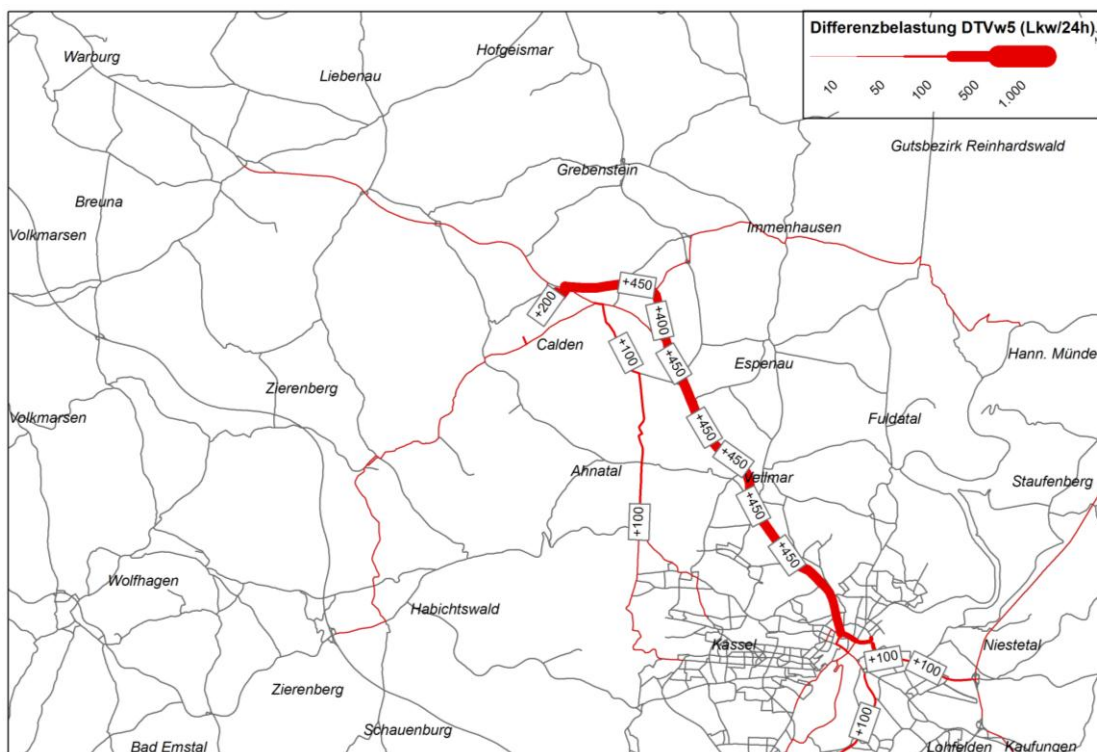 Differenzbelastung DTVw5 (Lkw/24h)
10 50 100 500 1.000
Warburg
Hofgeismar
Liebenau
Gutsbezirk Reinhardswald
Grebenstein
Breuna
Immenhausen
Volkmarsen
+450
+200
+400
Calden
+100
+450
Espenau
Hann. Münde
Zierenberg
Volkmarsen
+450
Fuldatal
+450
Ahnatal
Vellmar
Staufenberg
+450
+100
+450
Wolfhagen
Habichtswald
Kassel
Niestetal
+100
+100
Zierenberg
+100
Schauenburg
Bad Emstal
Lohfelden
Kaufungen